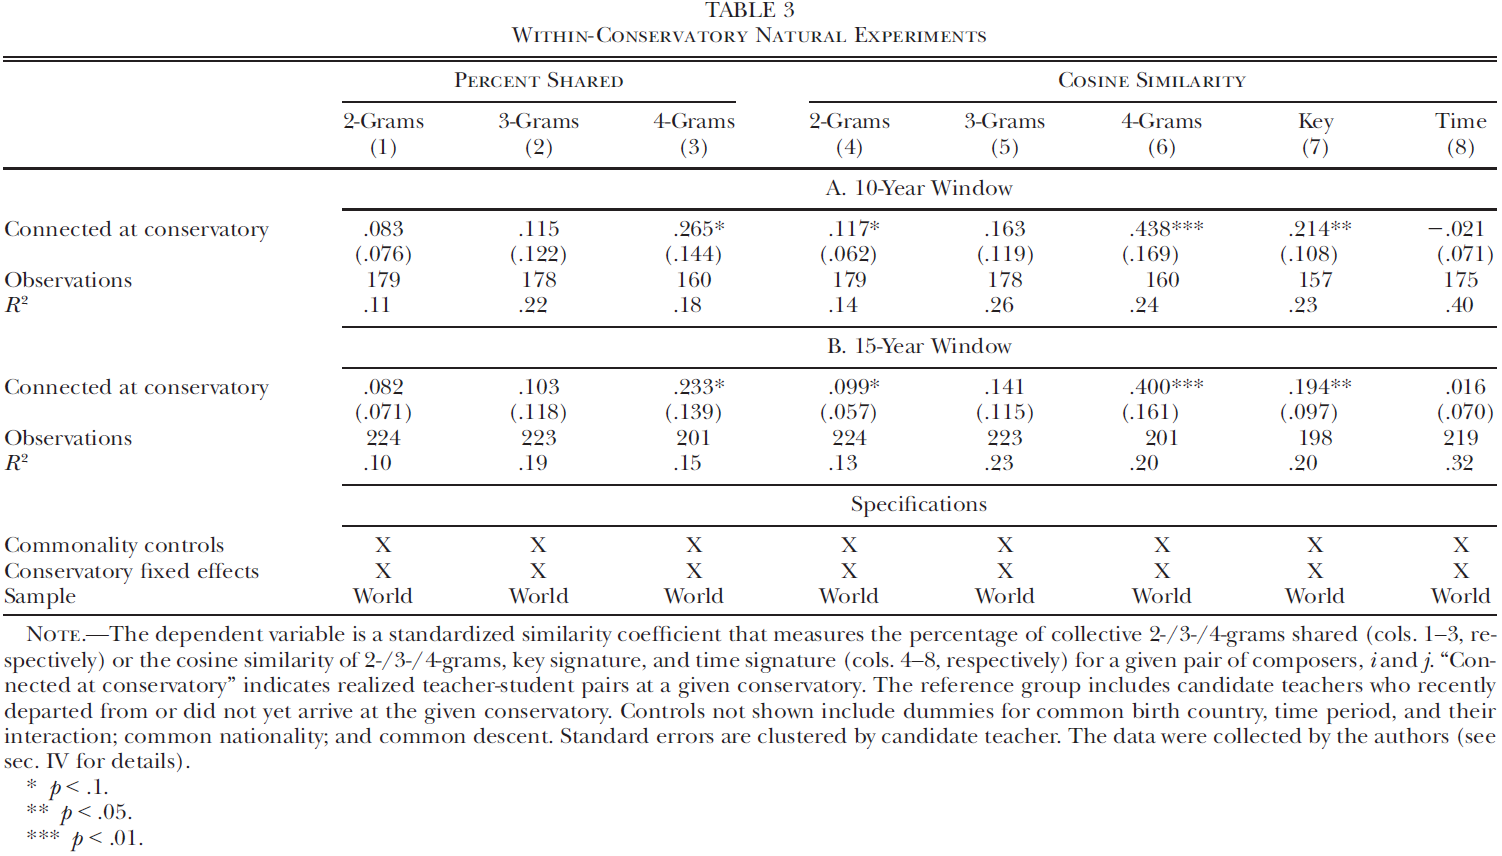 TABLE 3
Within-Conservatory Natural Experiments
Percent Shared Cosine Similarity
2-Grams 3-Grams 4-Grams 2-Grams 3-Grams 4-Grams Key Time
(1) (2) (3) (4) (5) (6) (7) (8)
A. 10-Year Window
Connected at conservatory .083 .115 .265* .117* .163 .438*** .214** −.021
(.076) (.122) (.144) (.062) (.119) (.169) (.108) (.071)
Observations 179 178 160 179 178 160 157 175
R² .11 .22 .18 .14 .26 .24 .23 .40
B. 15-Year Window
Connected at conservatory .082 .103 .233* .099* .141 .400*** .194** .016
(.071) (.118) (.139) (.057) (.115) (.161) (.097) (.070)
Observations 224 223 201 224 223 201 198 219
R² .10 .19 .15 .13 .23 .20 .20 .32
Specifications
Commonality controls X X X X X X X X
Conservatory fixed effects X X X X X X X X
Sample World World World World World World World World
Note.—The dependent variable is a standardized similarity coefficient that measures the percentage of collective 2-/3-/4-grams shared (cols. 1–3, re-
spectively) or the cosine similarity of 2-/3-/4-grams, key signature, and time signature (cols. 4–8, respectively) for a given pair of composers, i and j. “Con-
nected at conservatory” indicates realized teacher-student pairs at a given conservatory. The reference group includes candidate teachers who recently
departed from or did not yet arrive at the given conservatory. Controls not shown include dummies for common birth country, time period, and their
interaction; common nationality; and common descent. Standard errors are clustered by candidate teacher. The data were collected by the authors (see
sec. IV for details).
* p < .1.
** p < .05.
*** p < .01.